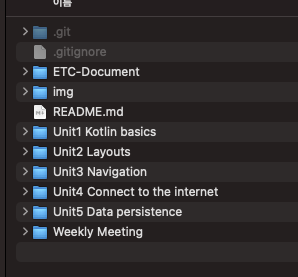 이름
.git
.gitignore
ETC-Document
img
README.md
Unit1 Kotlin basics
Unit2 Layouts
Unit3 Navigation
Unit4 Connect to the internet
Unit5 Data persistence
Weekly Meeting